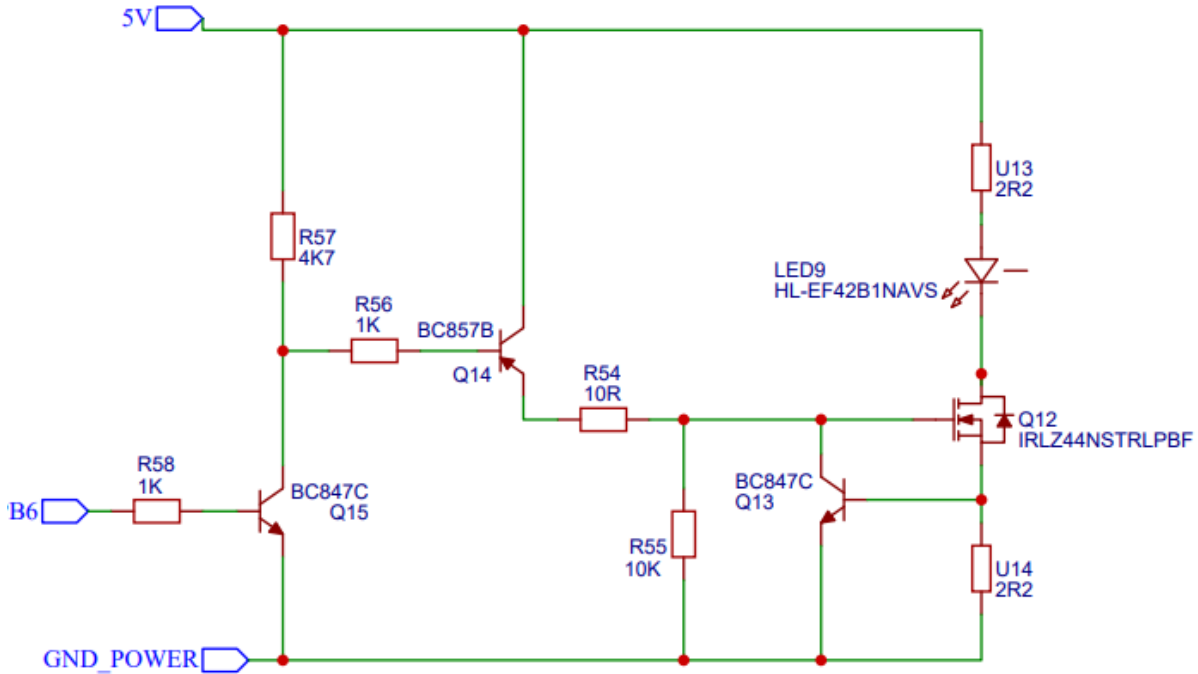 5V
U13
2R2
R57
4K7
LED9
HL-EF42B1NAVS
R56
1K
BC857B
Q14
R54
10R
Q12
IRLZ44NSTRLPBF
R58
1K
BC847C
Q15
BC847C
Q13
PB6
R55
10K
U14
2R2
GND_POWER